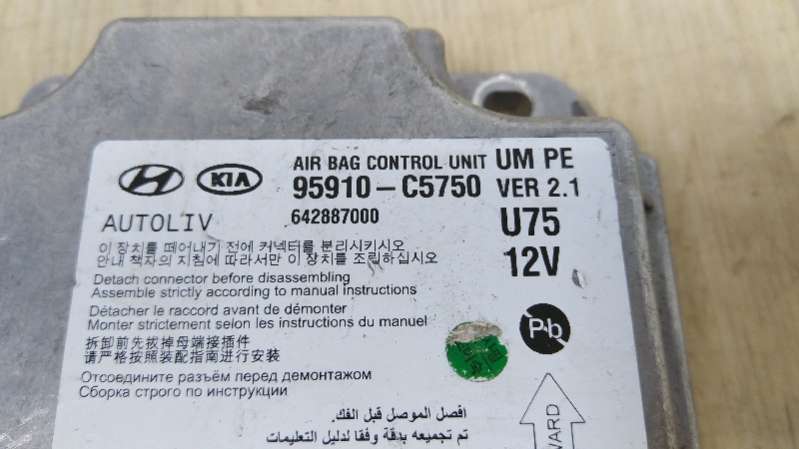 KIA AIR BAG CONTROL UNIT UM PE
95910-C5750 VER 2.1
AUTOLIV 642887000 U75
12V
이 장치를 떼어내기 전에 커넥터를 분리시키시오
안내 책자의 지침에 따라서만 이 장치를 조립하십시오
Detach connector before disassembling
Assemble strictly according to manual instructions
Détacher le raccord avant de démonter
Monter strictement selon les instructions du manuel
Pb
拆卸前先拔掉母端接插件
请严格按照装配指南进行安装
Отсоедините разъём перед демонтажом
Сборка строго по инструкции
افصل الموصل قبل الفك.
تم تجميعه بدقة وفقا لدليل التعليمات
WARD